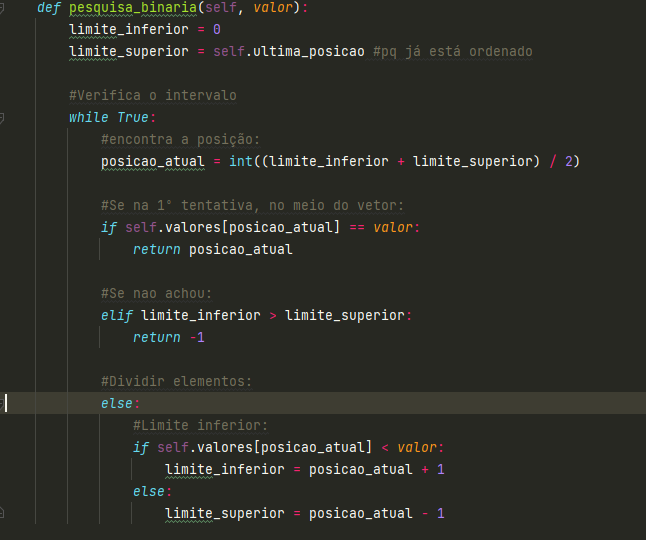 def pesquisa_binaria(self, valor):
    limite_inferior = 0
    limite_superior = self.ultima_posicao #pq já está ordenado

    #Verifica o intervalo
    while True:
        #encontra a posição:
        posicao_atual = int((limite_inferior + limite_superior) / 2)

        #Se na 1° tentativa, no meio do vetor:
        if self.valores[posicao_atual] == valor:
            return posicao_atual

        #Se nao achou:
        elif limite_inferior > limite_superior:
            return -1

        #Dividir elementos:
        else:
            #Limite inferior:
            if self.valores[posicao_atual] < valor:
                limite_inferior = posicao_atual + 1
            else:
                limite_superior = posicao_atual - 1